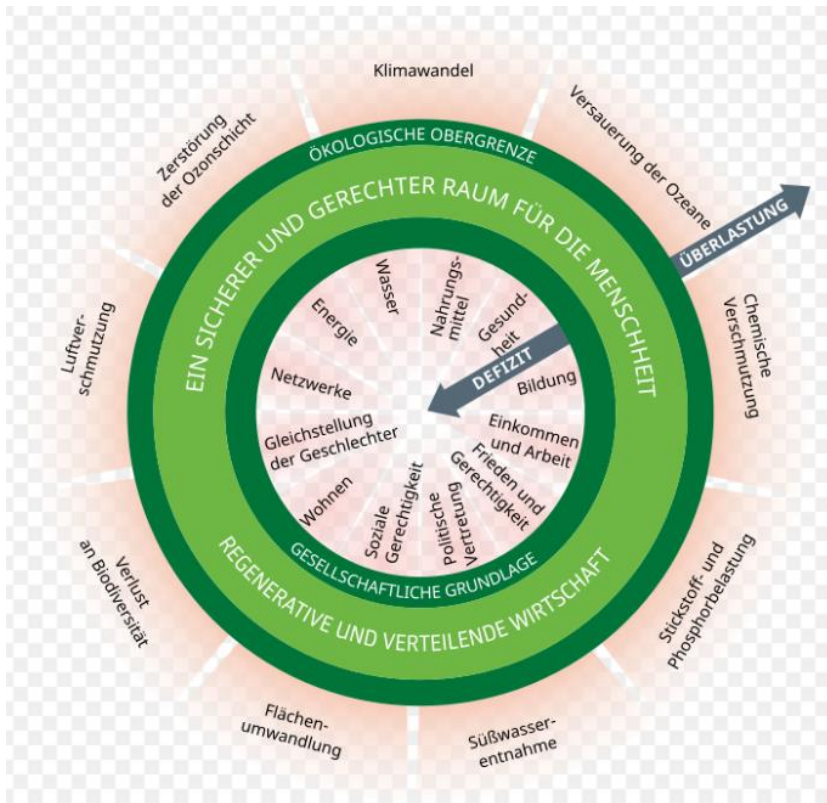 Klimawandel
Versauerung der Ozeane
ÜBERLASTUNG
Chemische
Verschmutzung
Stickstoff- und
Phosphorbelastung
Süßwasser-
entnahme
Flächen-
umwandlung
Verlust
an Biodiversität
Luftver-
schmutzung
Zerstörung
der Ozonschicht
ÖKOLOGISCHE OBERGRENZE
EIN SICHERER UND GERECHTER RAUM FÜR DIE MENSCHHEIT
Wasser
Nahrungs-
mittel
Gesund-
heit
DEFIZIT
Bildung
Einkommen
und Arbeit
Frieden und
Gerechtigkeit
Politische
Vertretung
Soziale
Gerechtigkeit
Wohnen
Gleichstellung
der Geschlechter
Netzwerke
Energie
GESELLSCHAFTLICHE GRUNDLAGE
REGENERATIVE UND VERTEILENDE WIRTSCHAFT